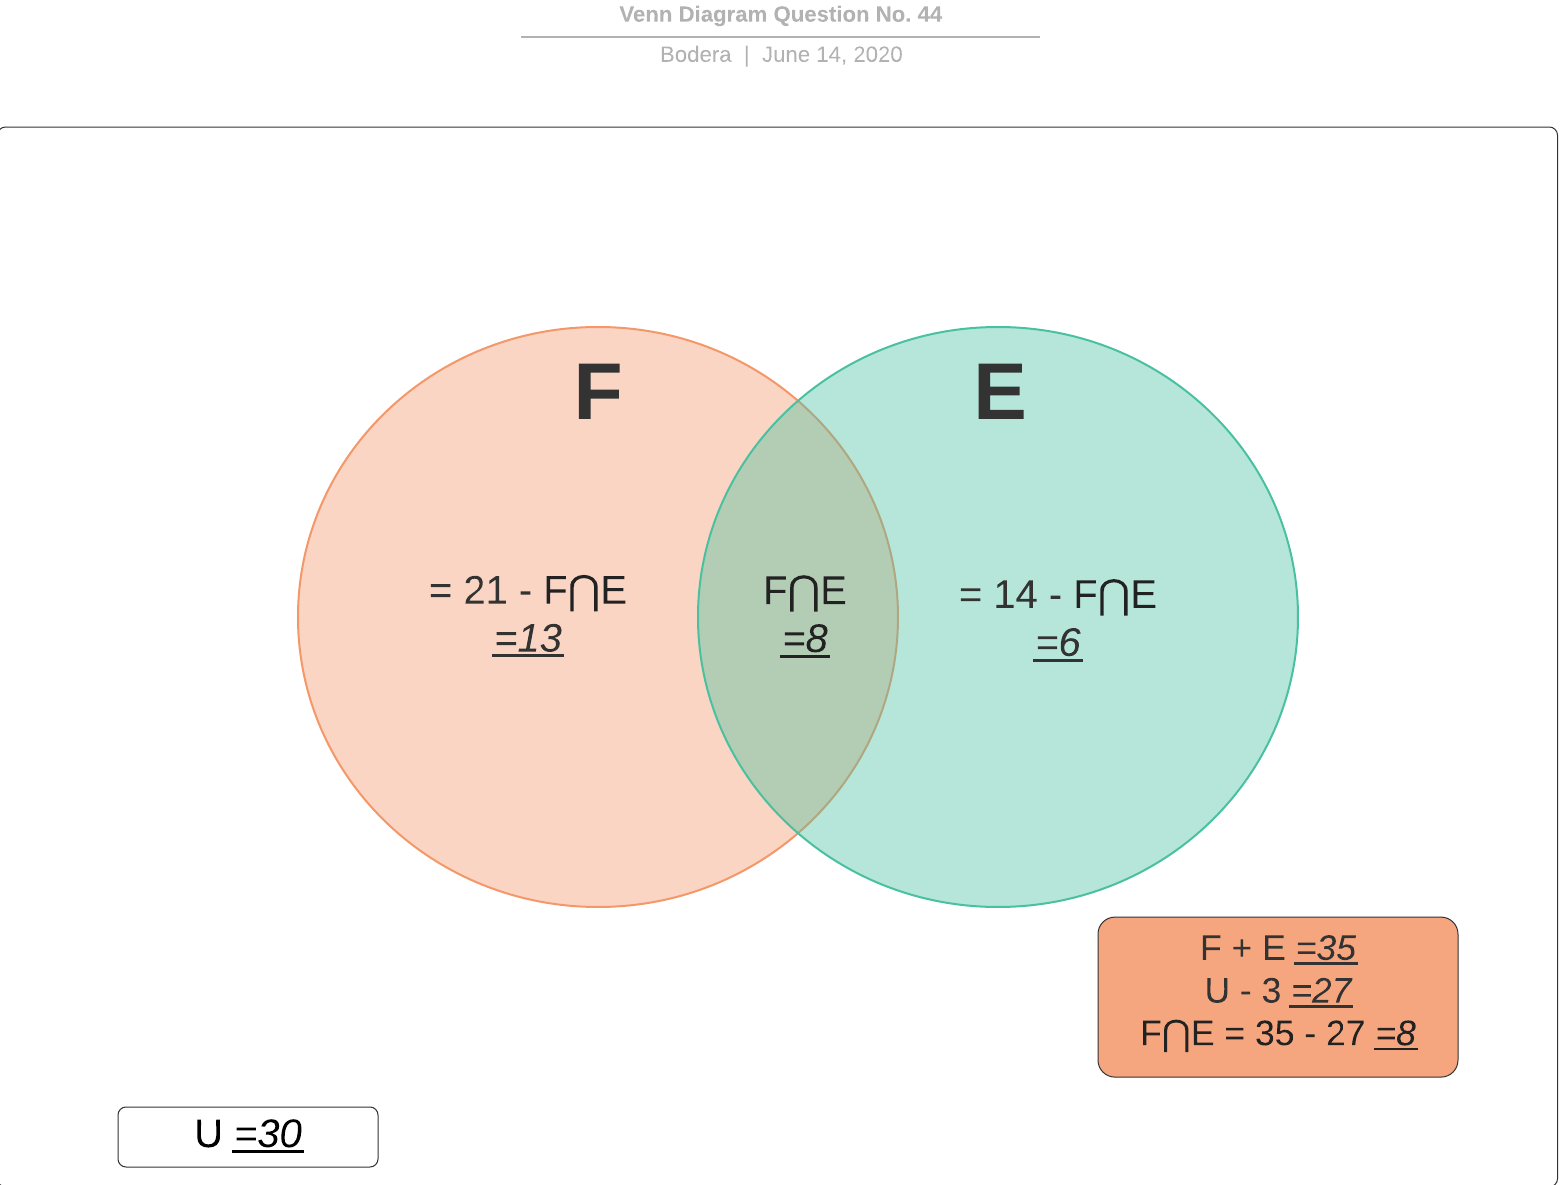 Venn Diagram Question No. 44
Bodera | June 14, 2020
F
E
= 21 - F⋂E
=13
F⋂E
=8
= 14 - F⋂E
=6
F + E =35
U - 3 =27
F⋂E = 35 - 27 =8
U =30